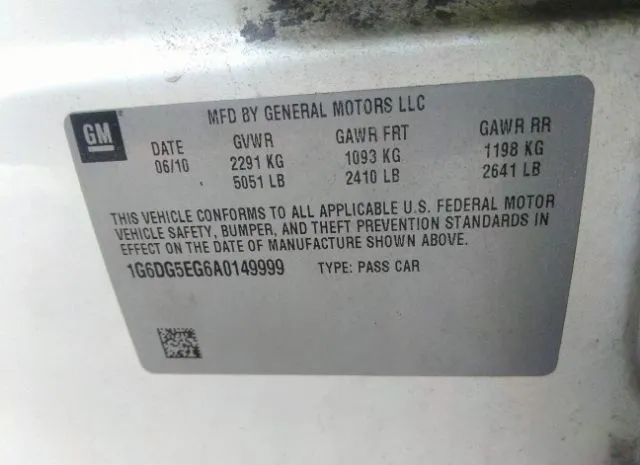 GM
MFD BY GENERAL MOTORS LLC
DATE GVWR GAWR FRT GAWR RR
06/10 2291 KG 1093 KG 1198 KG
5051 LB 2410 LB 2641 LB
THIS VEHICLE CONFORMS TO ALL APPLICABLE U.S. FEDERAL MOTOR
VEHICLE SAFETY, BUMPER, AND THEFT PREVENTION STANDARDS IN
EFFECT ON THE DATE OF MANUFACTURE SHOWN ABOVE.
1G6DG5EG6A0149999 TYPE: PASS CAR